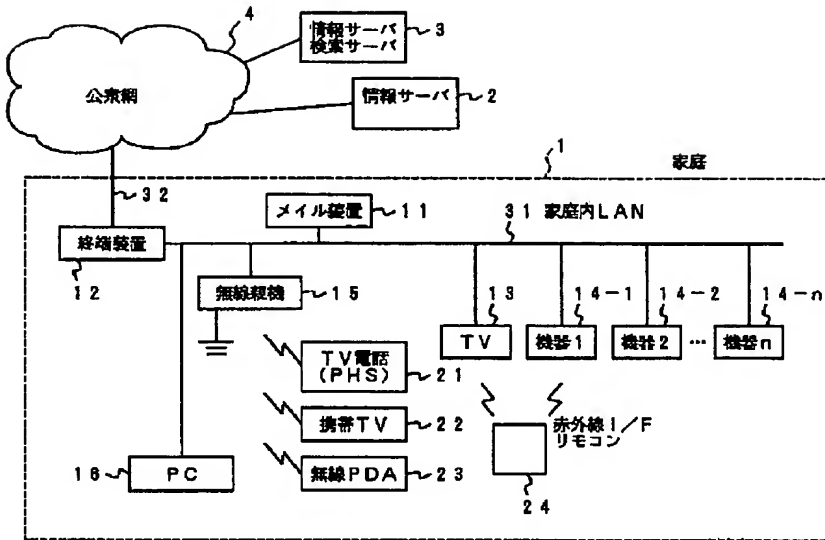 4
情報サーバ
検索サーバ
3
公衆網
情報サーバ
2
1
家庭
32
メイル装置
11
31
家庭内LAN
終端装置
12
無線親機
15
13
14-1
14-2
14-n
TV
機器1
機器2
…
機器n
TV電話
(PHS)
21
携帯TV
22
赤外線I/F
リモコン
16
PC
無線PDA
23
24